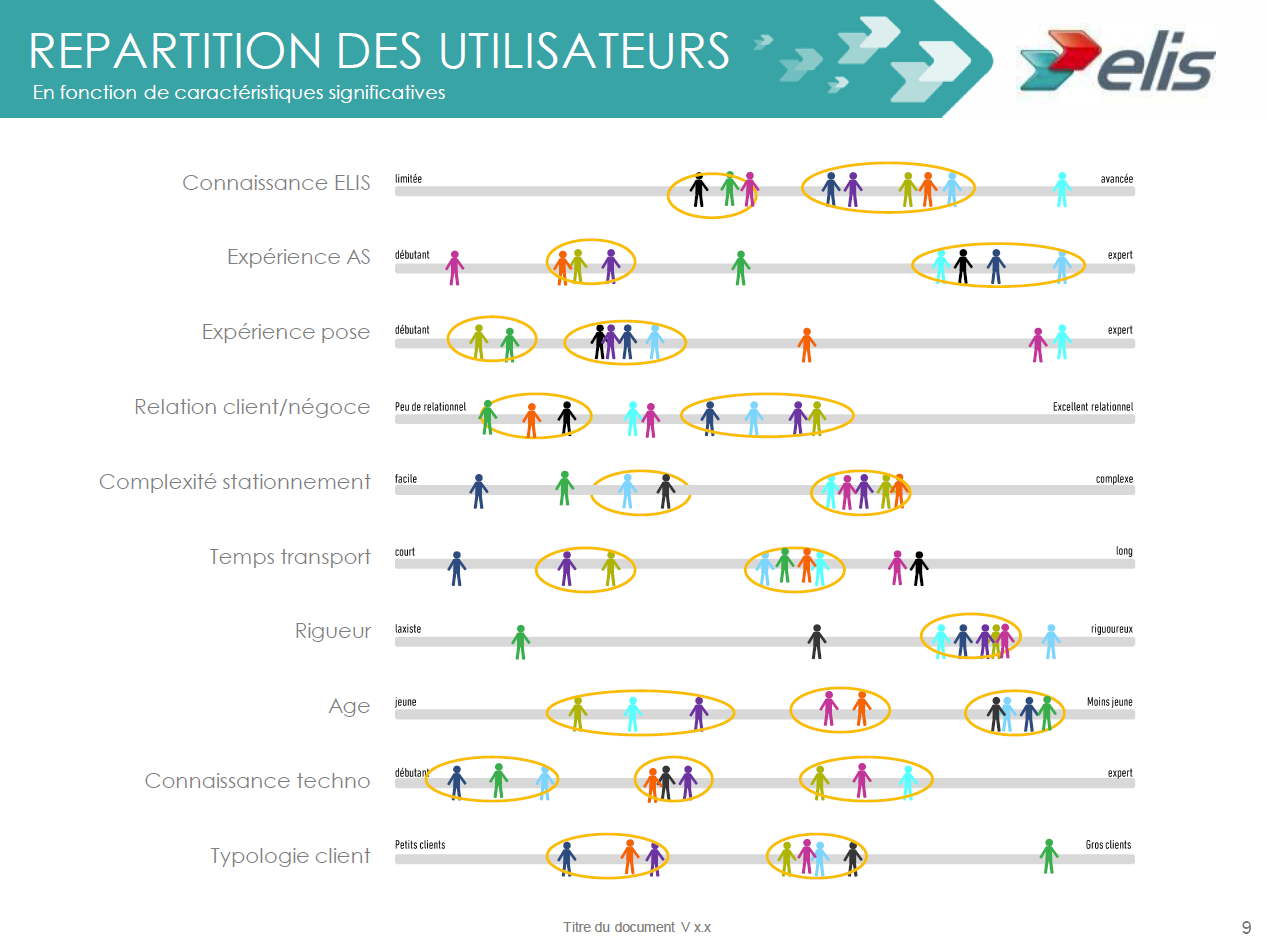 REPARTITION DES UTILISATEURS
En fonction de caractéristiques significatives
elis
Connaissance ELIS
limitée
avancée
Expérience AS
débutant
expert
Expérience pose
débutant
expert
Relation client/négoce
Peu de relationnel
Excellent relationnel
Complexité stationnement
facile
complexe
Temps transport
court
long
Rigueur
laxiste
riguoureux
Age
jeune
Moins jeune
Connaissance techno
débutant
expert
Typologie client
Petits clients
Gros clients
Titre du document V x.x
9